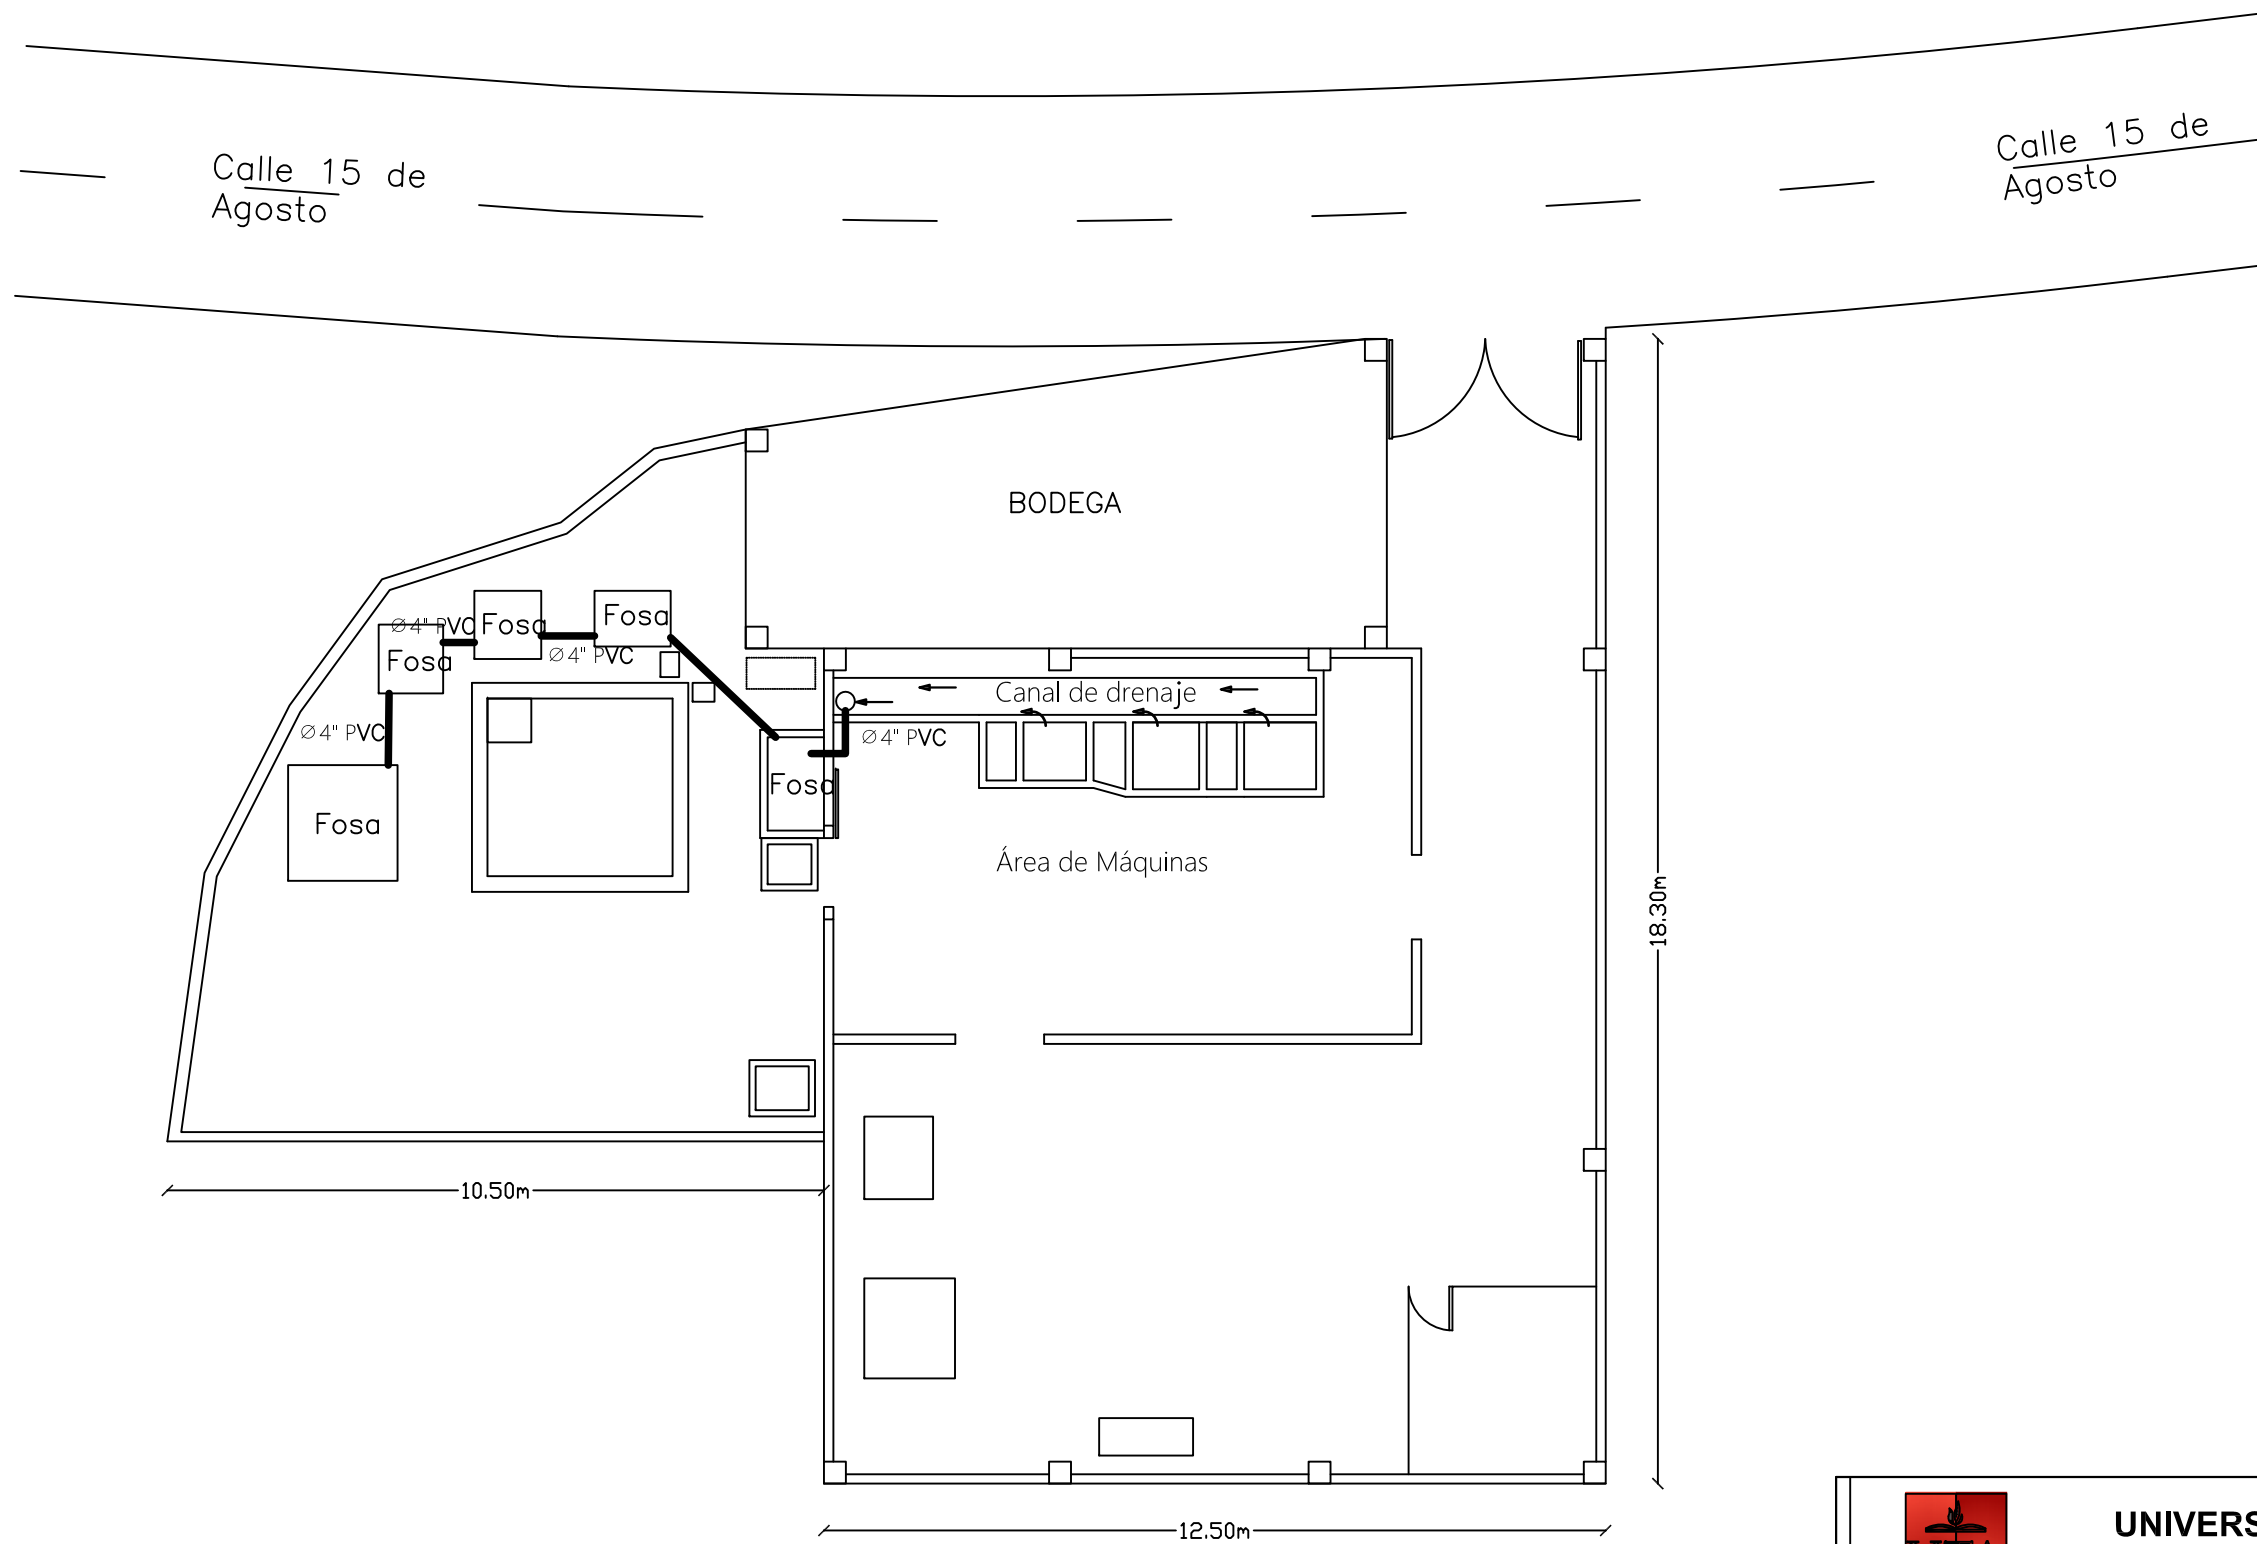 Calle 15 de
Agosto
Calle 15 de
Agosto
BODEGA
Ø4" PVC
Fosa
Fosa
Fosa
Ø4" PVC
Canal de drenaje
Ø4" PVC
Ø4" PVC
Fosa
Fosa
Área de Máquinas
18.30m
10.50m
12.50m
UNIVERS